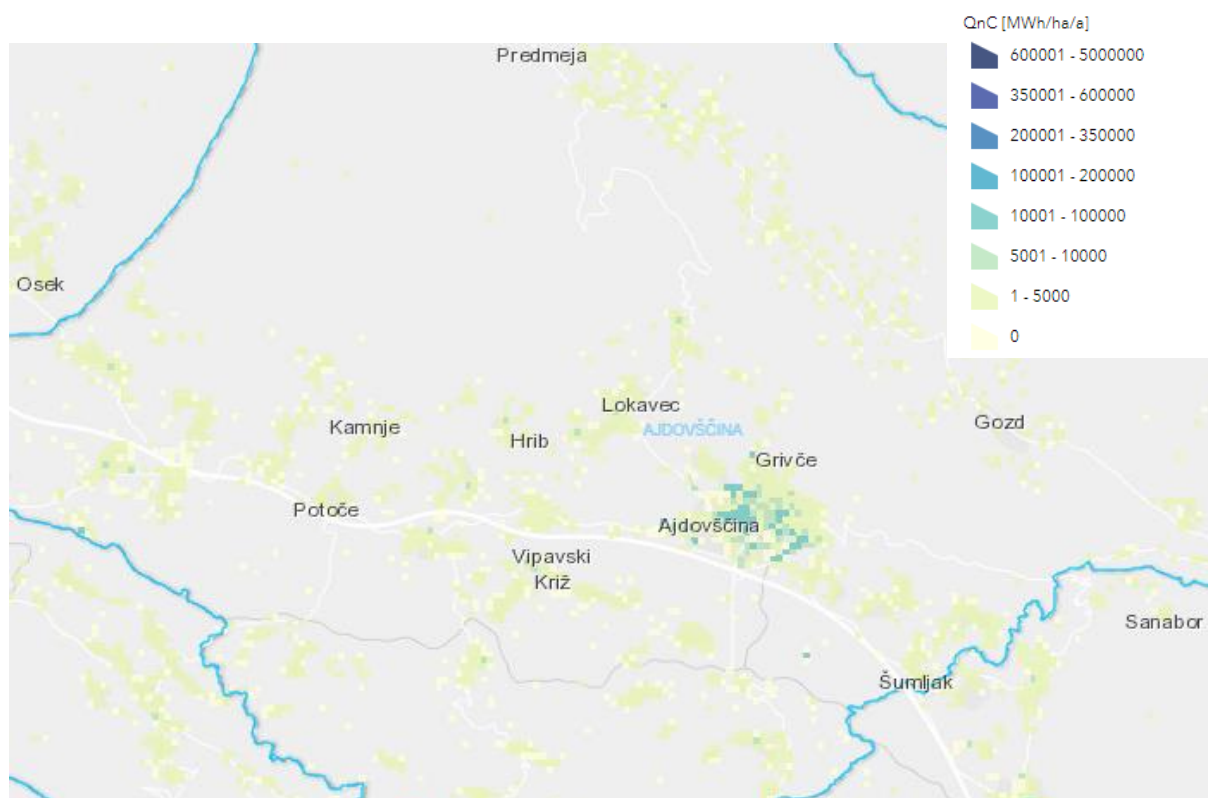 QnC [MWh/ha/a]
600001 - 5000000
350001 - 600000
200001 - 350000
100001 - 200000
10001 - 100000
5001 - 10000
1 - 5000
0
Predmeja
Osek
Lokavec
Kamnje
AJDOVŠČINA
Gozd
Hrib
Grivče
Potoče
Ajdovščina
Vipavski
Križ
Sanabor
Šumljak